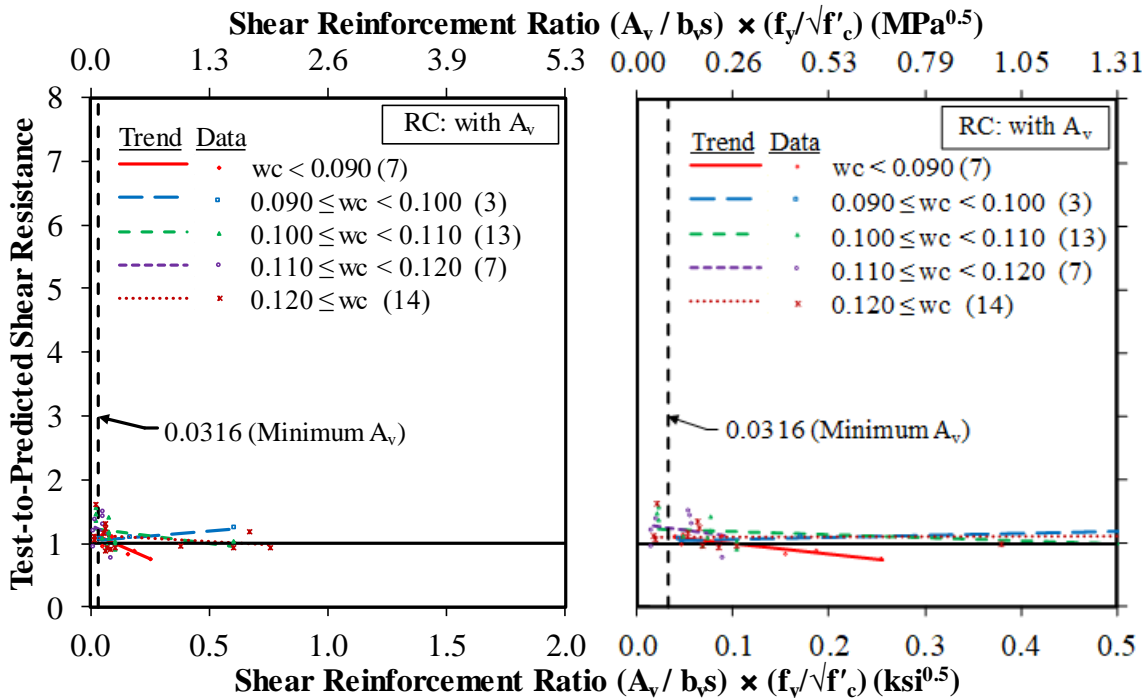 Shear Reinforcement Ratio (Aᵥ / bᵥs) × (fᵧ/√f′c) (MPa⁰·⁵)
0.0 1.3 2.6 3.9 5.3
0.00 0.26 0.53 0.79 1.05 1.31
Test-to-Predicted Shear Resistance
8
7
6
5
4
3
2
1
0
RC: with Aᵥ
Trend Data
wc < 0.090 (7)
0.090 ≤ wc < 0.100 (3)
0.100 ≤ wc < 0.110 (13)
0.110 ≤ wc < 0.120 (7)
0.120 ≤ wc (14)
0.0316 (Minimum Aᵥ)
0.0 0.5 1.0 1.5 2.0
RC: with Aᵥ
Trend Data
wc < 0.090 (7)
0.090 ≤ wc < 0.100 (3)
0.100 ≤ wc < 0.110 (13)
0.110 ≤ wc < 0.120 (7)
0.120 ≤ wc (14)
0.0316 (Minimum Aᵥ)
0.0 0.1 0.2 0.3 0.4 0.5
Shear Reinforcement Ratio (Aᵥ / bᵥs) × (fᵧ/√f′c) (ksi⁰·⁵)